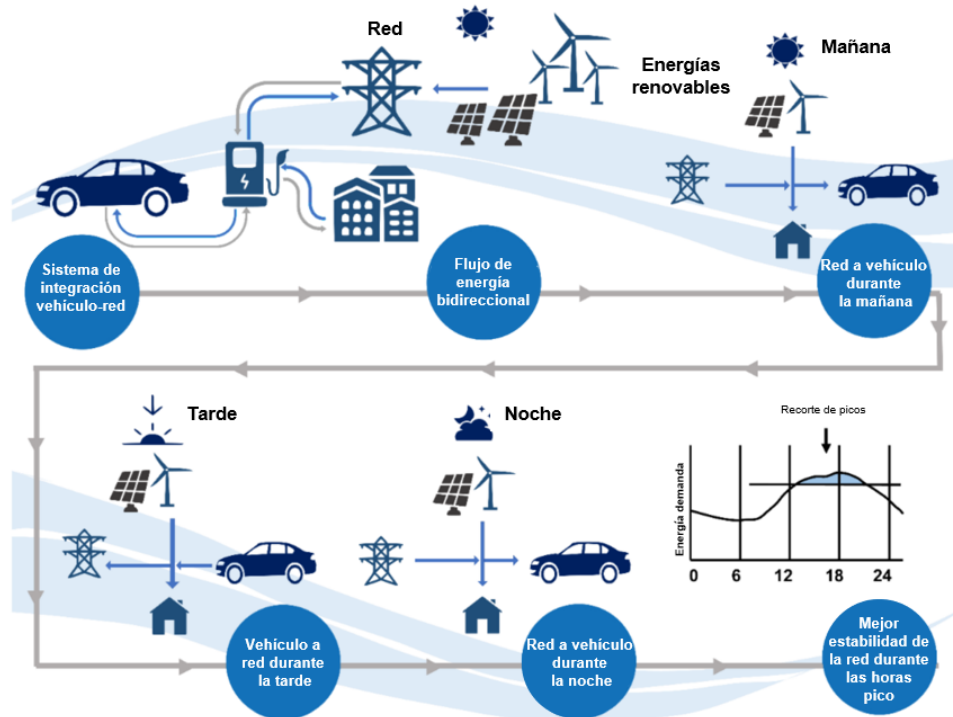 Red
Energías
renovables
Mañana
Sistema de
integración
vehículo-red
Flujo de
energía
bidireccional
Red a vehículo
durante
la mañana
Tarde
Noche
Recorte de picos
Energía demanda
0 6 12 18 24
Vehículo a
red durante
la tarde
Red a vehículo
durante
la noche
Mejor
estabilidad de
la red durante
las horas
pico